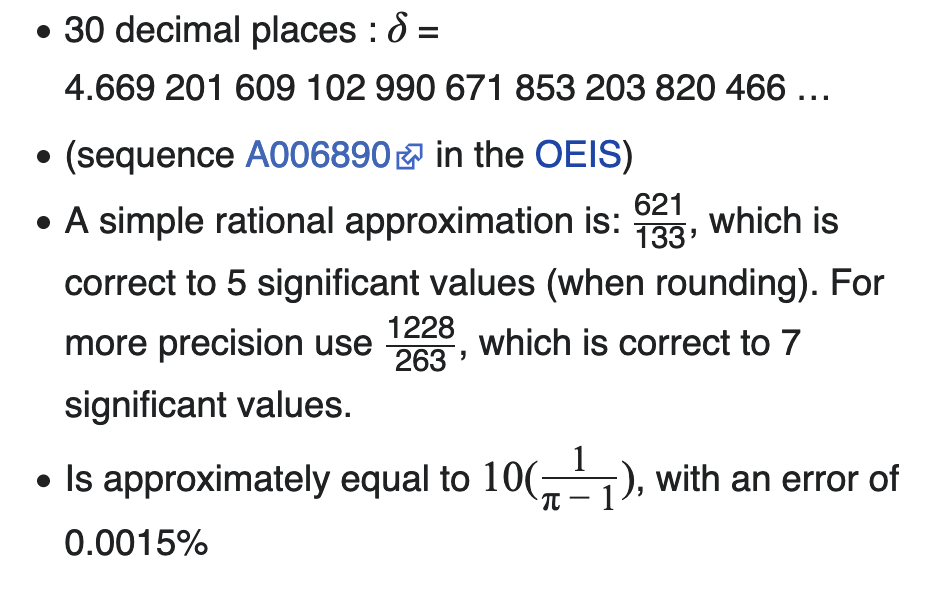 • 30 decimal places : δ =
4.669 201 609 102 990 671 853 203 820 466 …
• (sequence A006890 in the OEIS)
• A simple rational approximation is: 621/133, which is
correct to 5 significant values (when rounding). For
more precision use 1228/263, which is correct to 7
significant values.
• Is approximately equal to 10(1/(π − 1)), with an error of
0.0015%